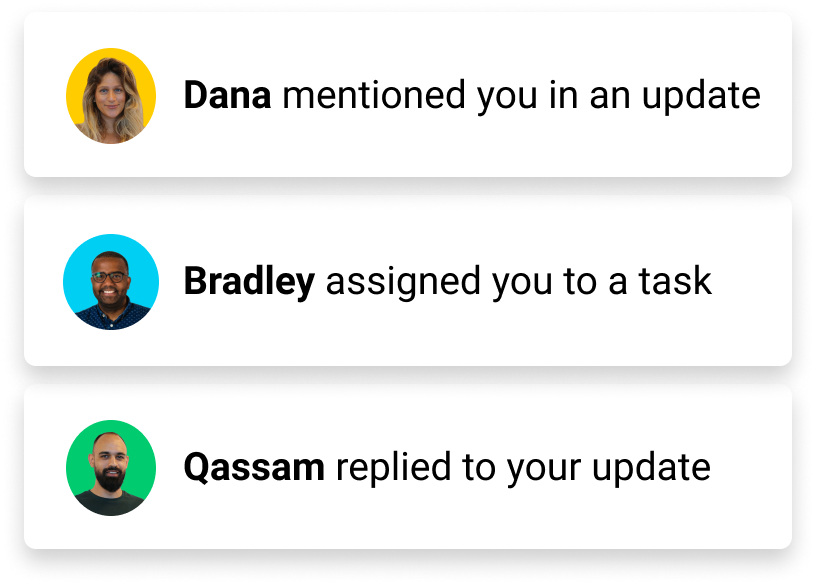 Dana mentioned you in an update
Bradley assigned you to a task
Qassam replied to your update